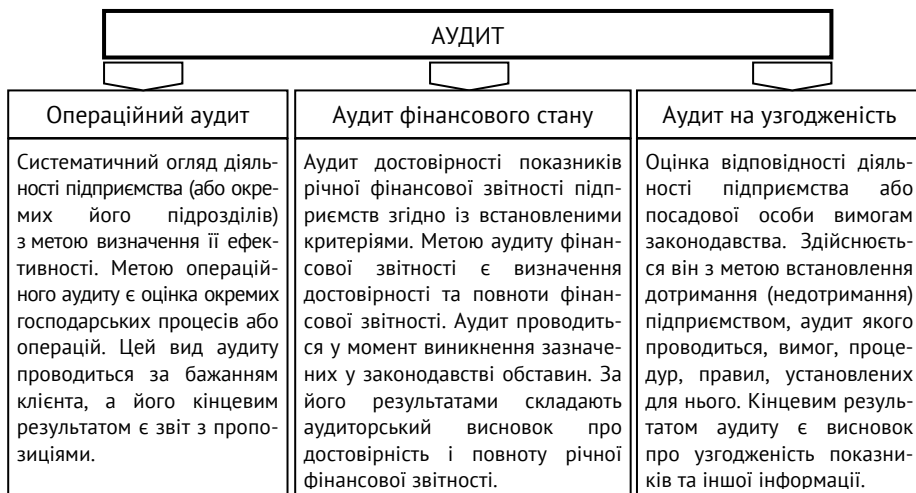 АУДИТ
Операційний аудит
Систематичний огляд діяль-
ності підприємства (або окре-
мих його підрозділів)
з метою визначення її ефек-
тивності. Метою операцій-
ного аудиту є оцінка окремих
господарських процесів або
операцій. Цей вид аудиту
проводиться за бажанням
клієнта, а його кінцевим
результатом є звіт з пропо-
зиціями.
Аудит фінансового стану
Аудит достовірності показників
річної фінансової звітності підп-
риємств згідно із встановленими
критеріями. Метою аудиту фінан-
сової звітності є визначення
достовірності та повноти фінан-
сової звітності. Аудит проводить-
ся у момент виникнення зазначе-
них у законодавстві обставин. За
його результатами складають
аудиторський висновок про
достовірність і повноту річної
фінансової звітності.
Аудит на узгодженість
Оцінка відповідності діяль-
ності підприємства або
посадової особи вимогам
законодавства. Здійснюєть-
ся він з метою встановлення
дотримання (недотримання)
підприємством, аудит якого
проводиться, вимог, проце-
дур, правил, установлених
для нього. Кінцевим резуль-
татом аудиту є висновок
про узгодженість показни-
ків та іншої інформації.